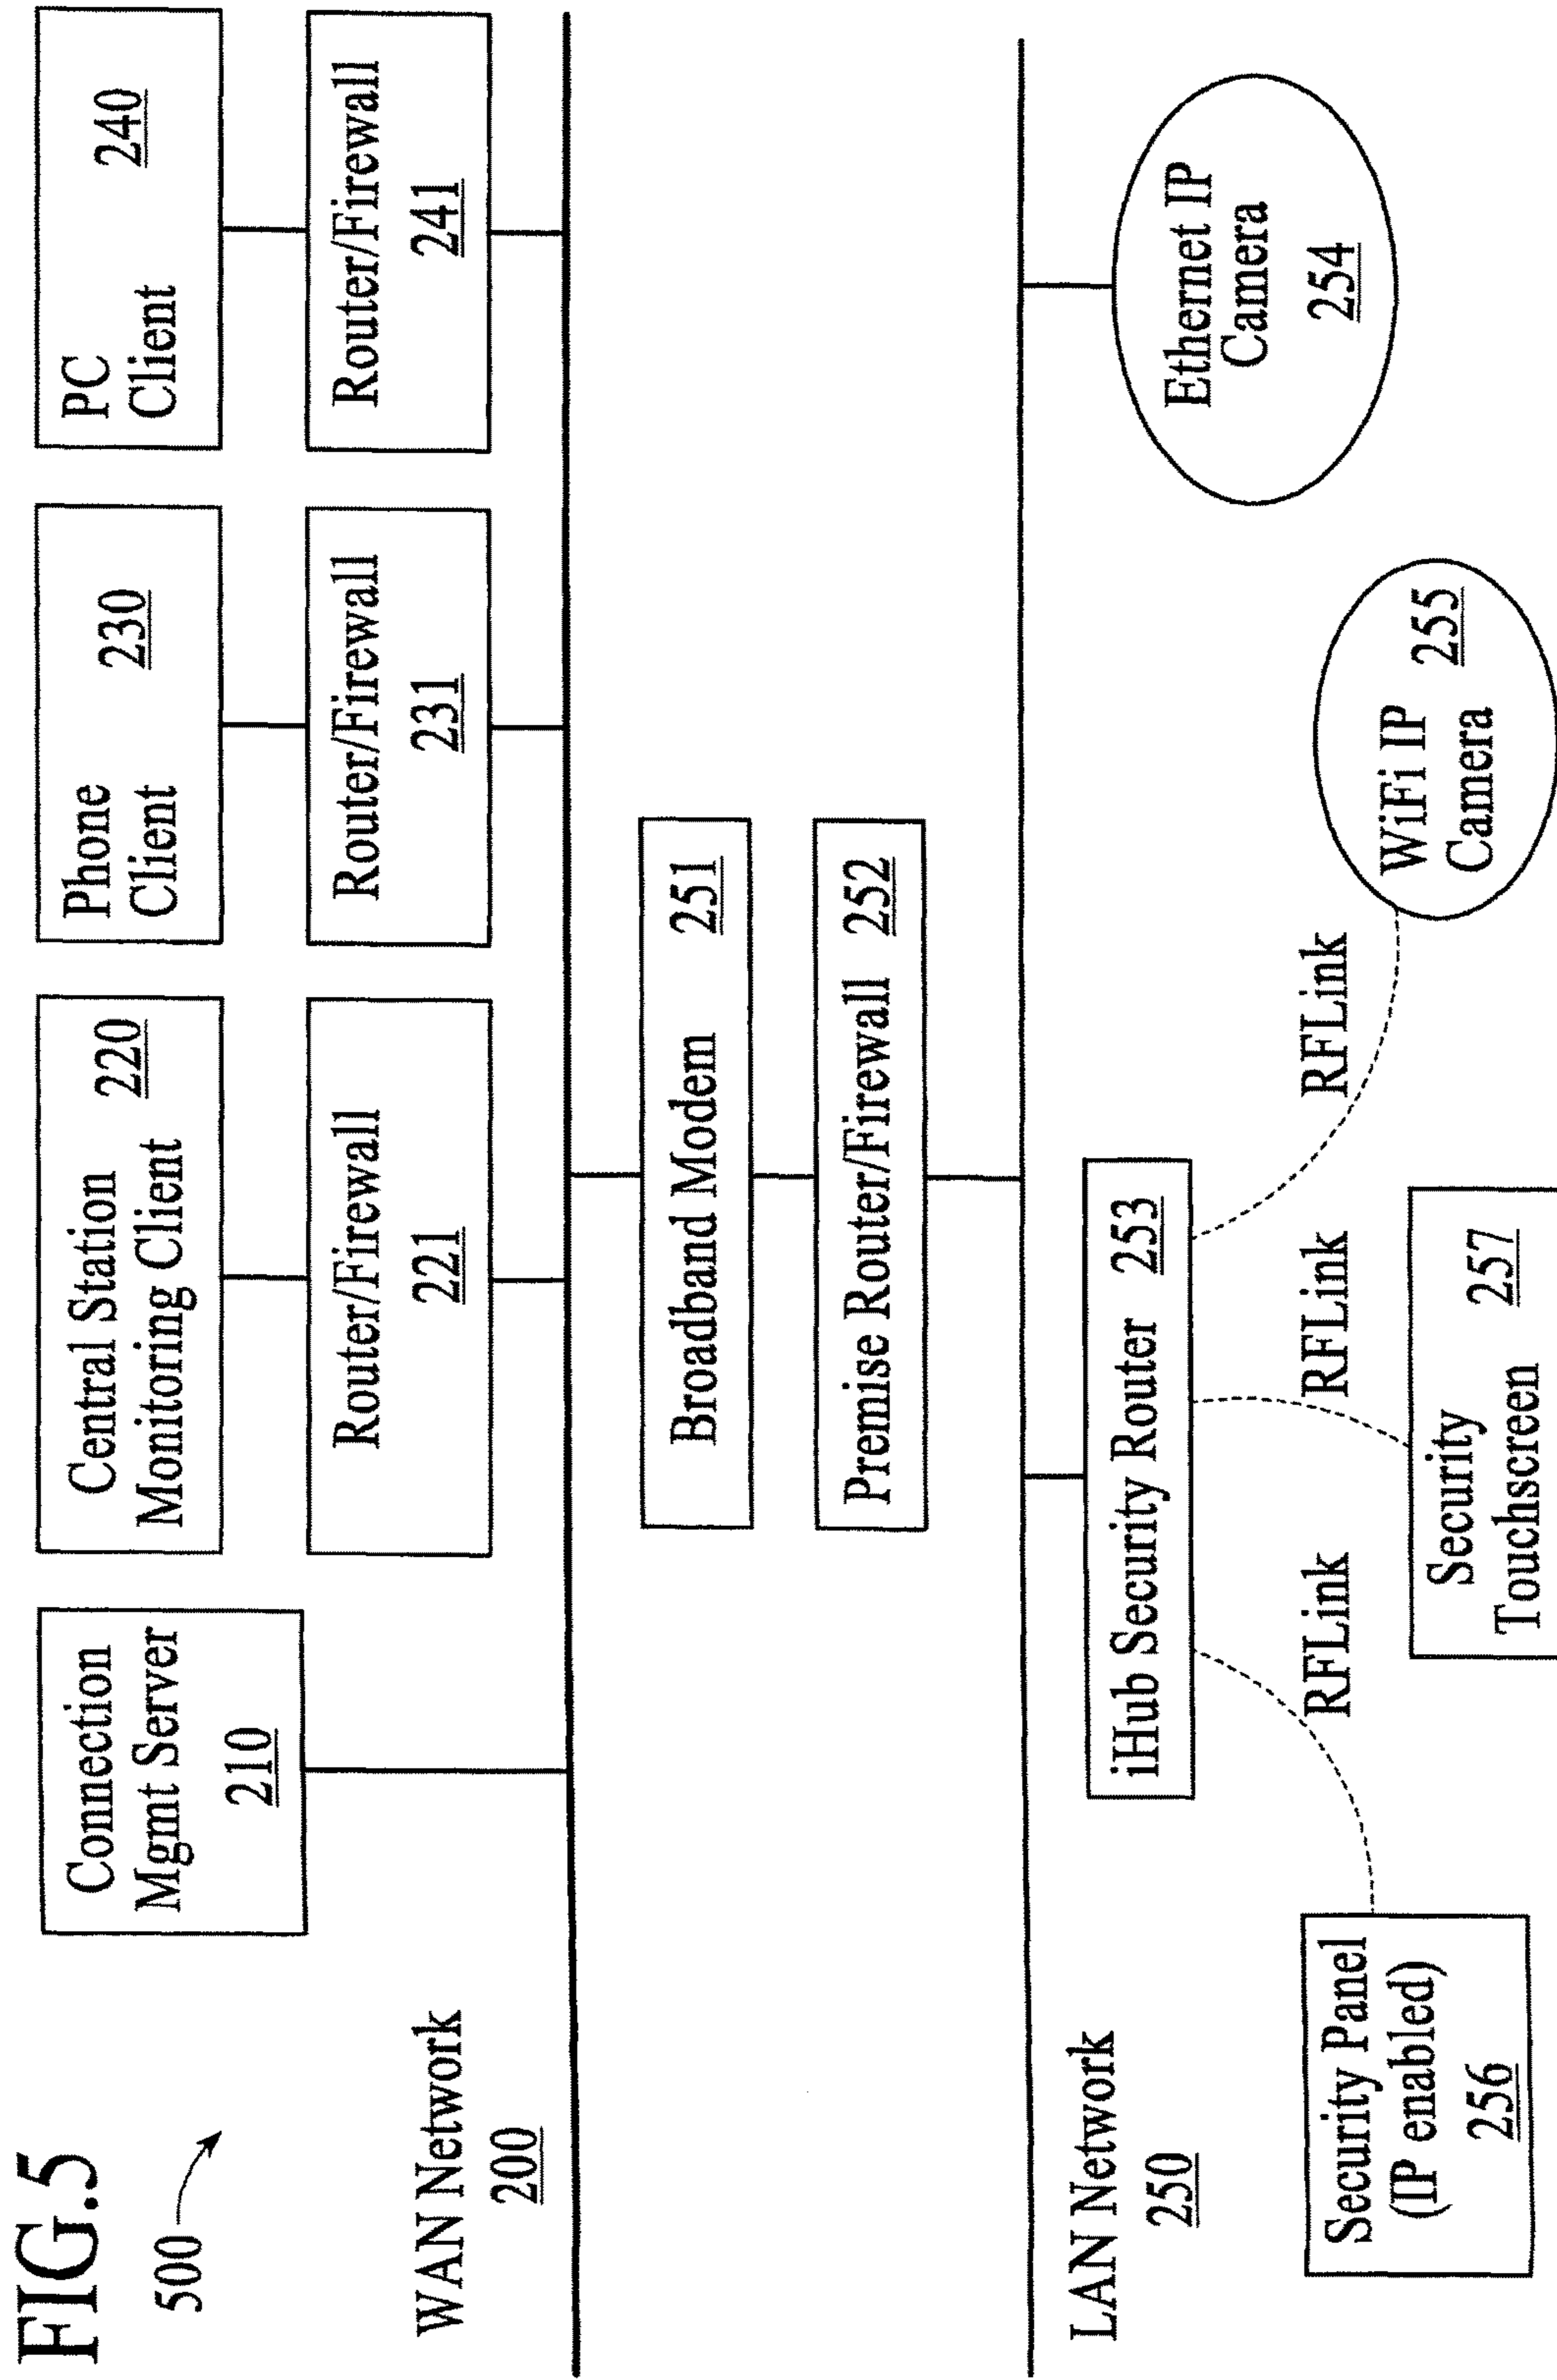 FIG.5
500
Connection
Mgmt Server
210
Central Station
Monitoring Client 220
Phone
Client 230
PC
Client 240
Router/Firewall
221
Router/Firewall
231
Router/Firewall
241
WAN Network
200
Broadband Modem 251
Premise Router/Firewall 252
LAN Network
250
iHub Security Router 253
Ethernet IP
Camera
254
RFLink
RFLink
RFLink
Security Panel
(IP enabled)
256
Security
Touchscreen 257
WiFi IP
Camera 255